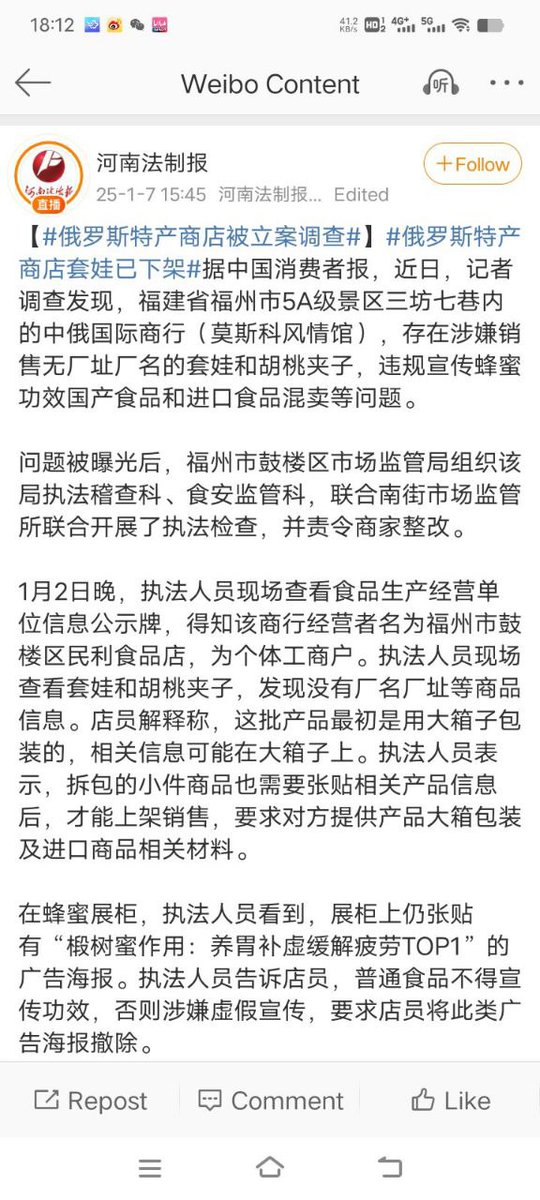 18:12
41.2
KB/s
HD 1 2
4G+
5G
Weibo Content
听
河南法制报
直播
河南法制报
25-1-7 15:45 河南法制报... Edited
+Follow
【#俄罗斯特产商店被立案调查#】#俄罗斯特产
商店套娃已下架#据中国消费者报，近日，记者
调查发现，福建省福州市5A级景区三坊七巷内
的中俄国际商行（莫斯科风情馆），存在涉嫌销
售无厂址厂名的套娃和胡桃夹子，违规宣传蜂蜜
功效国产食品和进口食品混卖等问题。
问题被曝光后，福州市鼓楼区市场监管局组织该
局执法稽查科、食安监管科，联合南街市场监管
所联合开展了执法检查，并责令商家整改。
1月2日晚，执法人员现场查看食品生产经营单
位信息公示牌，得知该商行经营者名为福州市鼓
楼区民利食品店，为个体工商户。执法人员现场
查看套娃和胡桃夹子，发现没有厂名厂址等商品
信息。店员解释称，这批产品最初是用大箱子包
装的，相关信息可能在大箱子上。执法人员表
示，拆包的小件商品也需要张贴相关产品信息
后，才能上架销售，要求对方提供产品大箱包装
及进口商品相关材料。
在蜂蜜展柜，执法人员看到，展柜上仍张贴
有“椴树蜜作用：养胃补虚缓解疲劳TOP1”的
广告海报。执法人员告诉店员，普通食品不得宣
传功效，否则涉嫌虚假宣传，要求店员将此类广
告海报撤除。
Repost
Comment
Like